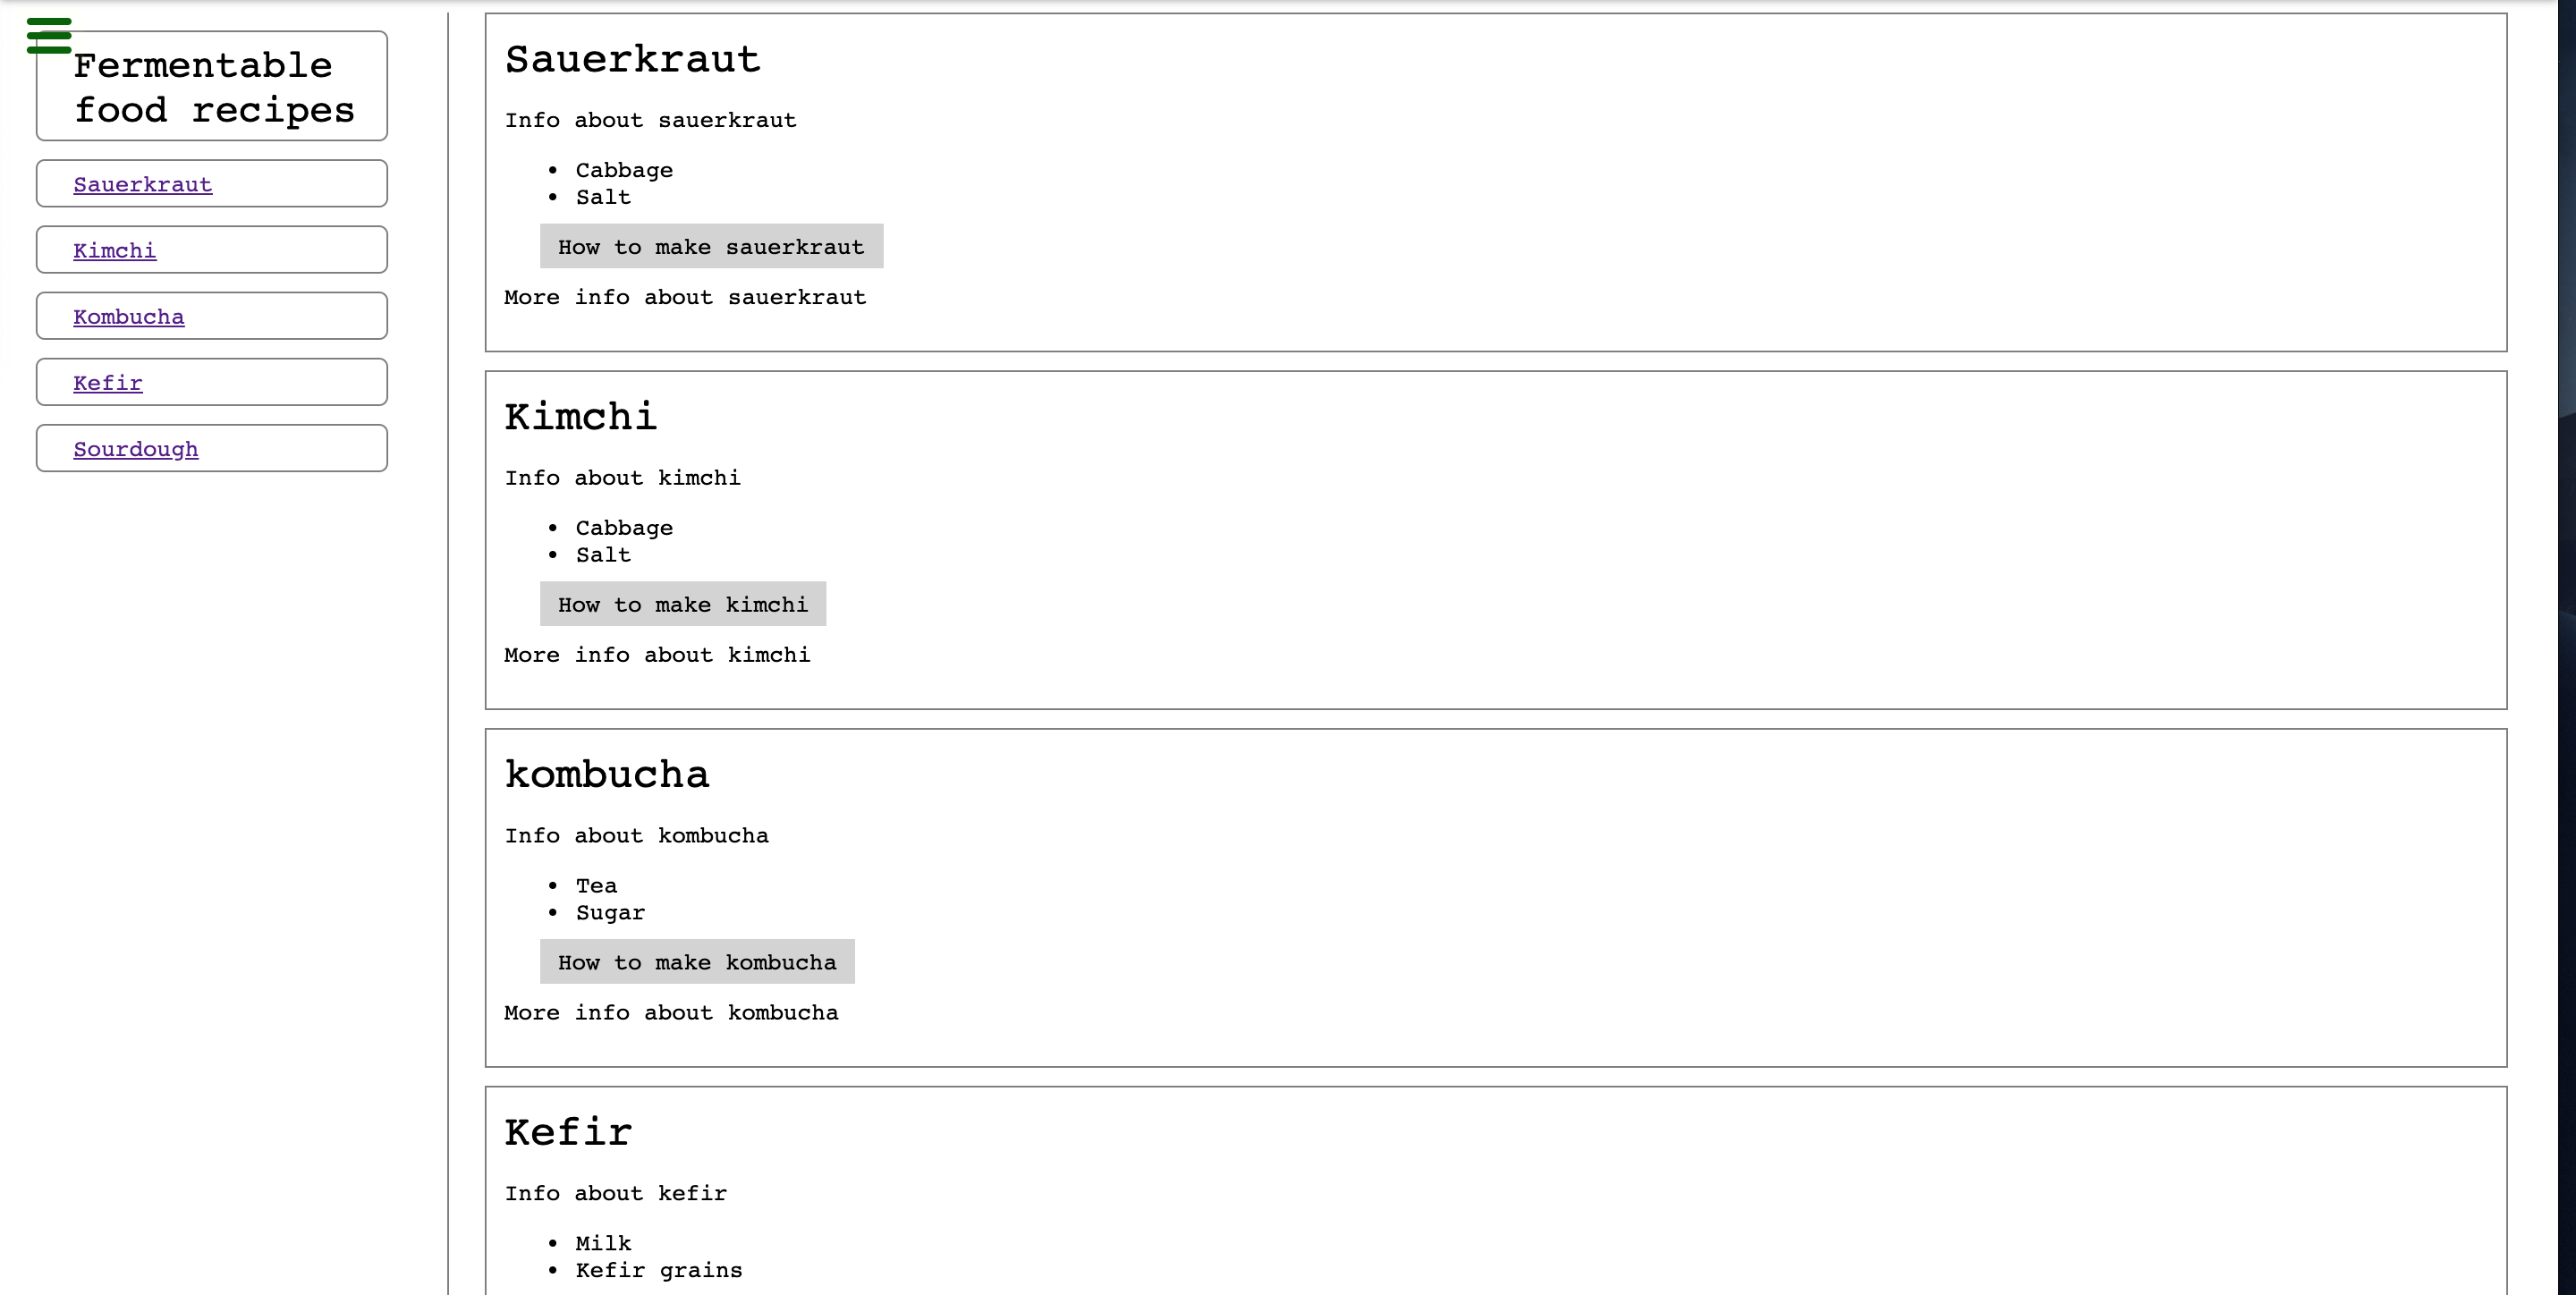 Fermentable
food recipes
Sauerkraut
Kimchi
Kombucha
Kefir
Sourdough
Sauerkraut
Info about sauerkraut
• Cabbage
• Salt
How to make sauerkraut
More info about sauerkraut
Kimchi
Info about kimchi
• Cabbage
• Salt
How to make kimchi
More info about kimchi
kombucha
Info about kombucha
• Tea
• Sugar
How to make kombucha
More info about kombucha
Kefir
Info about kefir
• Milk
• Kefir grains